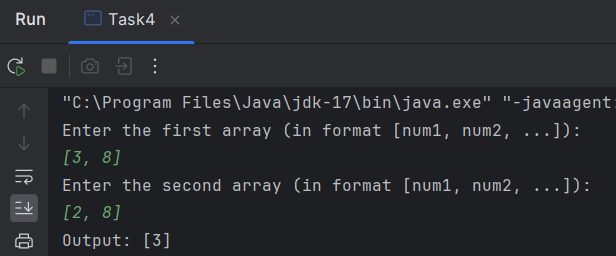 Run Task4
"C:\Program Files\Java\jdk-17\bin\java.exe" "-javaagent:
Enter the first array (in format [num1, num2, ...]):
[3, 8]
Enter the second array (in format [num1, num2, ...]):
[2, 8]
Output: [3]